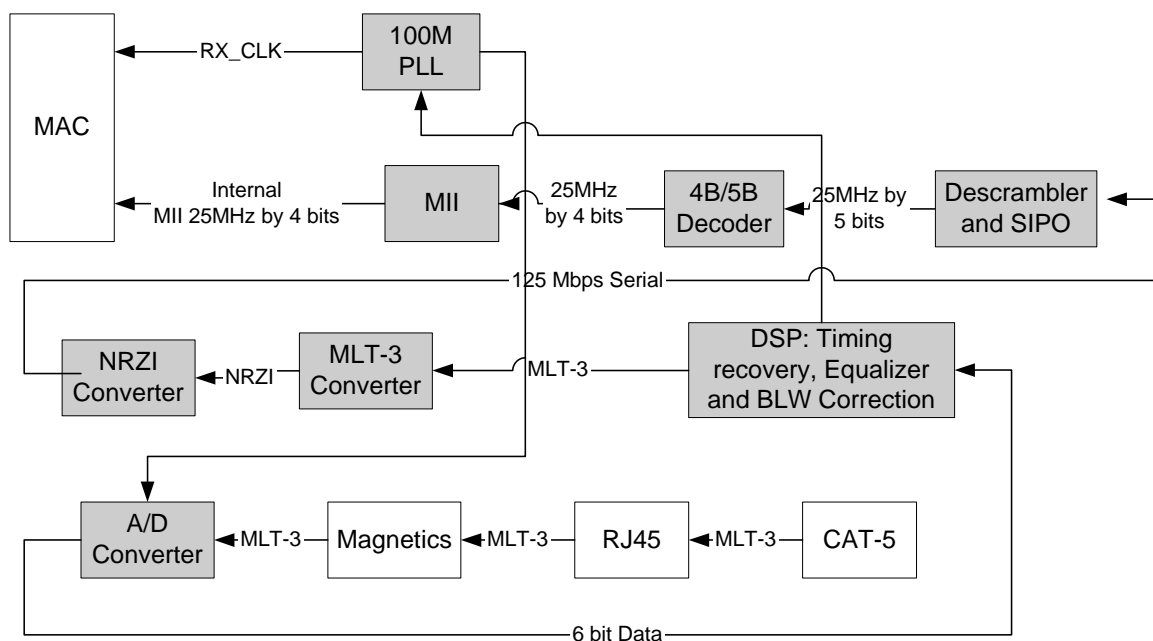 100M
PLL
RX_CLK
MAC
Internal
MII 25MHz by 4 bits
MII
25MHz
by 4 bits
4B/5B
Decoder
25MHz by
5 bits
Descrambler
and SIPO
125 Mbps Serial
NRZI
Converter
NRZI
MLT-3
Converter
MLT-3
DSP: Timing
recovery, Equalizer
and BLW Correction
A/D
Converter
MLT-3
Magnetics
MLT-3
RJ45
MLT-3
CAT-5
6 bit Data